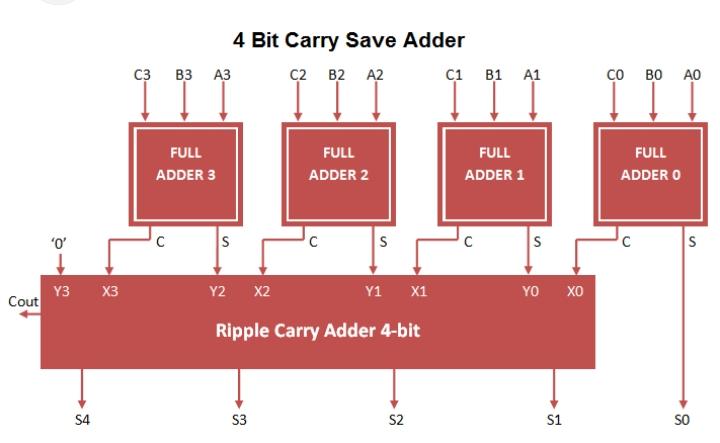 4 Bit Carry Save Adder
C3 B3 A3 C2 B2 A2 C1 B1 A1 C0 B0 A0
FULL ADDER 3
FULL ADDER 2
FULL ADDER 1
FULL ADDER 0
C S C S C S C S
'0'
Y3 X3 Y2 X2 Y1 X1 Y0 X0
Cout
Ripple Carry Adder 4-bit
S4 S3 S2 S1 S0